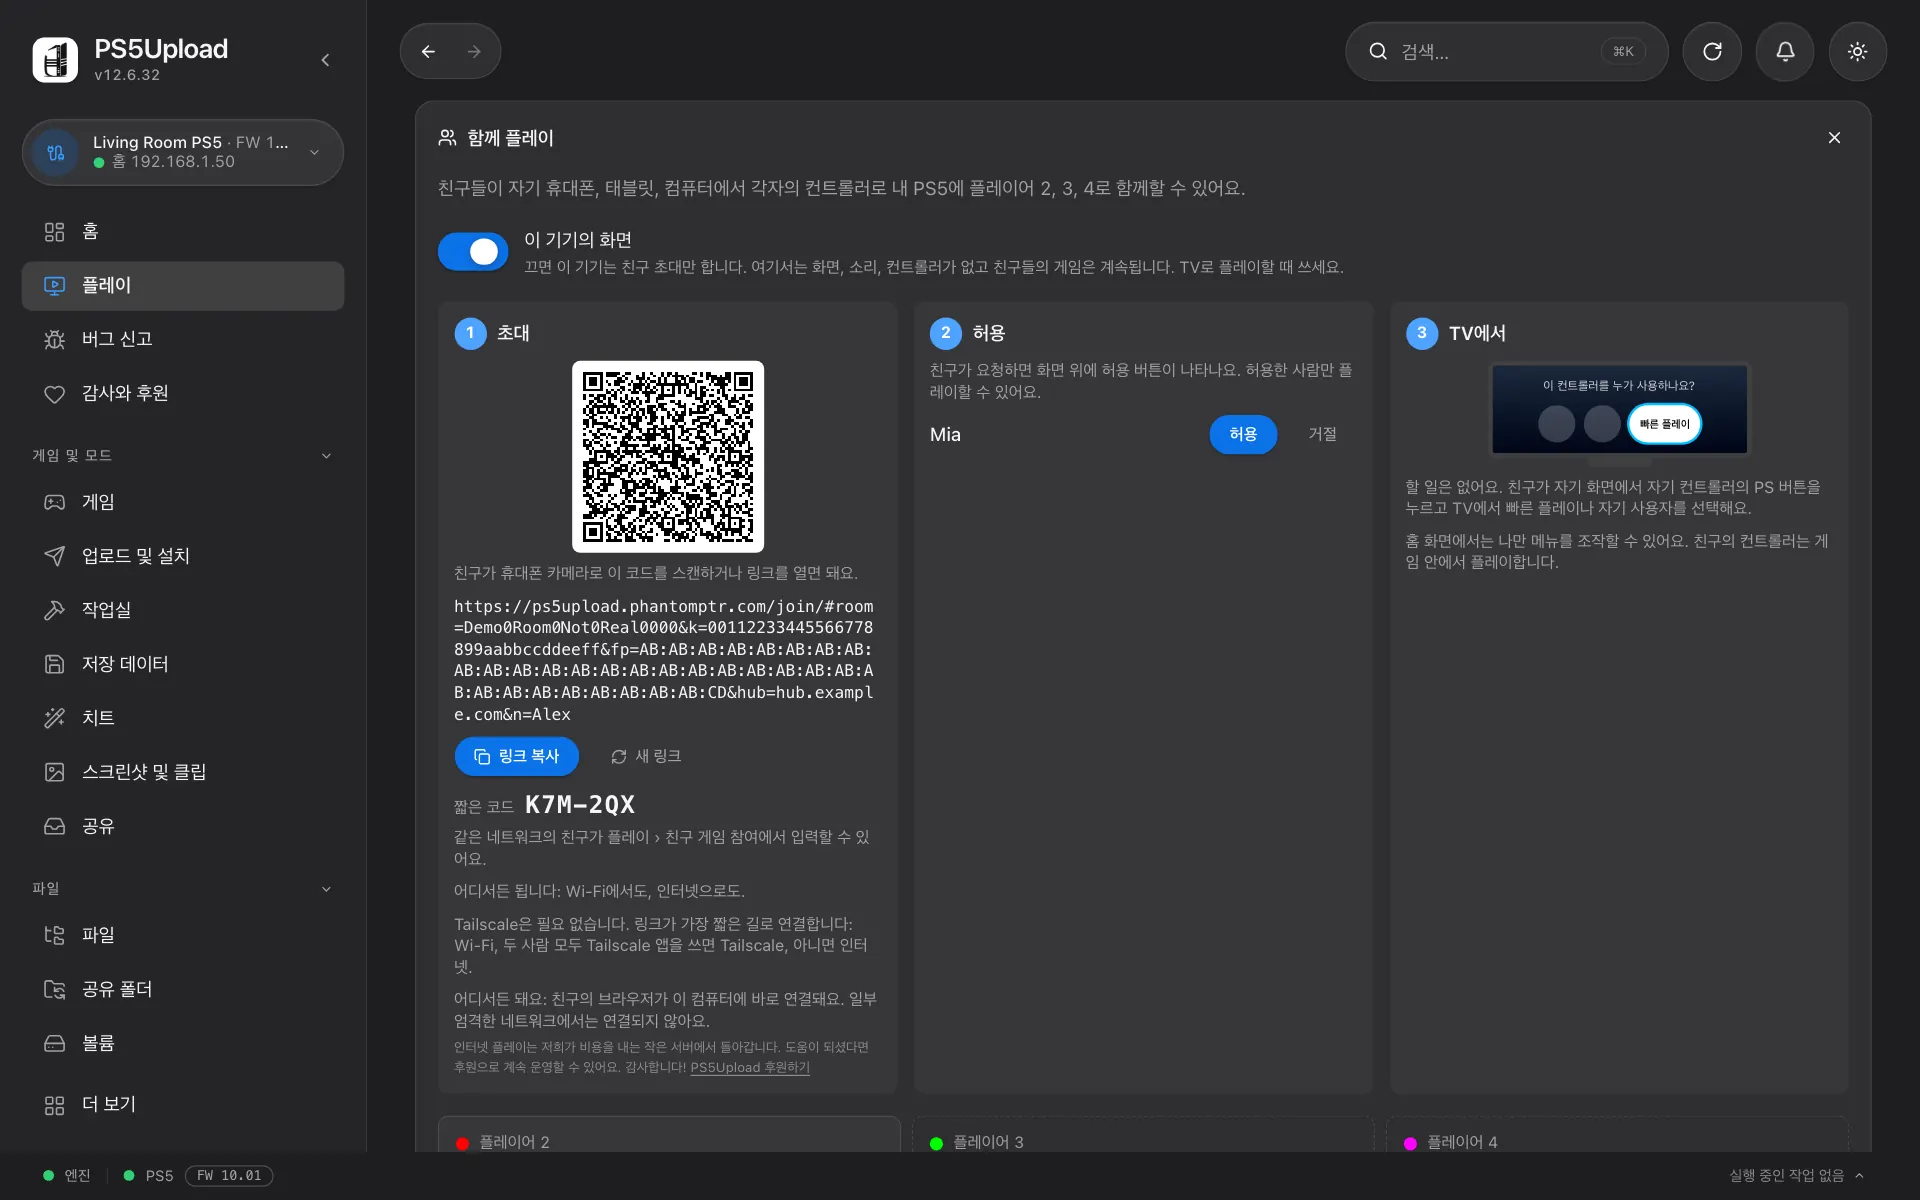 PS5Upload
v12.6.32
Living Room PS5 · FW 1...
홈 192.168.1.50
홈
플레이
버그 신고
감사와 후원
게임 및 모드
게임
업로드 및 설치
작업실
저장 데이터
치트
스크린샷 및 클립
공유
파일
파일
공유 폴더
볼륨
더 보기
검색...
⌘K
함께 플레이
친구들이 자기 휴대폰, 태블릿, 컴퓨터에서 각자의 컨트롤러로 내 PS5에 플레이어 2, 3, 4로 함께할 수 있어요.
이 기기의 화면
끄면 이 기기는 친구 초대만 합니다. 여기서는 화면, 소리, 컨트롤러가 없고 친구들의 게임은 계속됩니다. TV로 플레이할 때 쓰세요.
1 초대
친구가 휴대폰 카메라로 이 코드를 스캔하거나 링크를 열면 돼요.
https://ps5upload.phantomptr.com/join/#room
=Demo0Room0Not0Real0000&k=00112233445566778
899aabbccddeeff&fp=AB:AB:AB:AB:AB:AB:AB:AB:
AB:AB:AB:AB:AB:AB:AB:AB:AB:AB:AB:AB:AB:AB:A
B:AB:AB:AB:AB:AB:AB:AB:AB:CD&hub=hub.exampl
e.com&n=Alex
링크 복사
새 링크
짧은 코드 K7M-2QX
같은 네트워크의 친구가 플레이 › 친구 게임 참여에서 입력할 수 있
어요.
어디서든 됩니다: Wi-Fi에서도, 인터넷으로도.
Tailscale은 필요 없습니다. 링크가 가장 짧은 길로 연결합니다:
Wi-Fi, 두 사람 모두 Tailscale 앱을 쓰면 Tailscale, 아니면 인터
넷.
어디서든 돼요: 친구의 브라우저가 이 컴퓨터에 바로 연결돼요. 일부
엄격한 네트워크에서는 연결되지 않아요.
인터넷 플레이는 저희가 비용을 내는 작은 서버에서 돌아갑니다. 도움이 되셨다면
후원으로 계속 운영할 수 있어요. 감사합니다! PS5Upload 후원하기
2 허용
친구가 요청하면 화면 위에 허용 버튼이 나타나요. 허용한 사람만 플
레이할 수 있어요.
Mia
허용
거절
3 TV에서
이 컨트롤러를 누가 사용하나요?
빠른 플레이
할 일은 없어요. 친구가 자기 화면에서 자기 컨트롤러의 PS 버튼을
누르고 TV에서 빠른 플레이나 자기 사용자를 선택해요.
홈 화면에서는 나만 메뉴를 조작할 수 있어요. 친구의 컨트롤러는 게
임 안에서 플레이합니다.
플레이어 2
플레이어 3
플레이어 4
엔진
PS5
FW 10.01
실행 중인 작업 없음